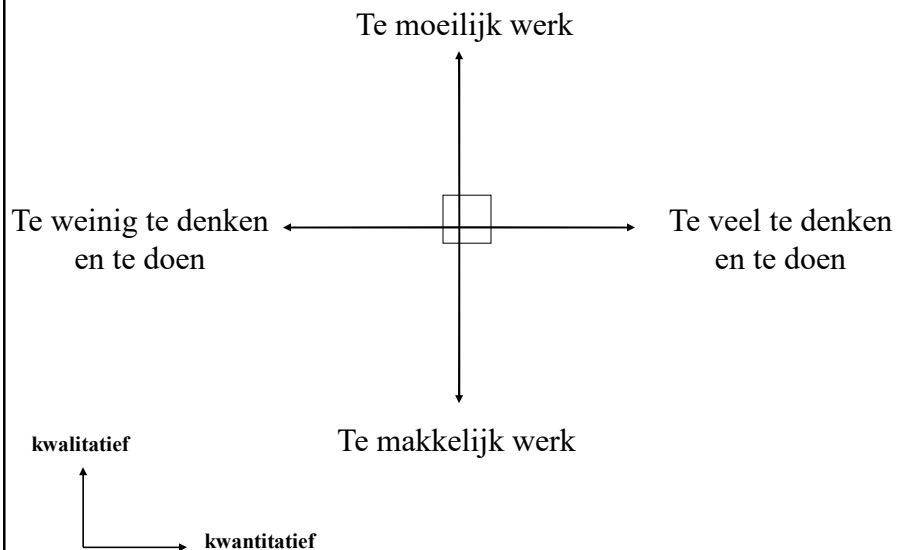 Te moeilijk werk
Te weinig te denken
en te doen
Te veel te denken
en te doen
Te makkelijk werk
kwalitatief
kwantitatief